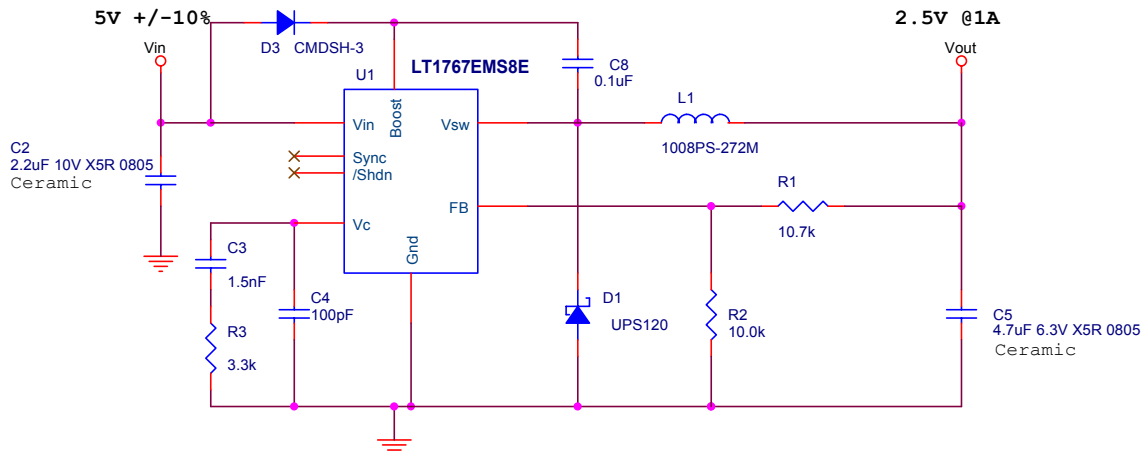 5V +/-10%
2.5V @1A
Vin
Vout
D3 CMDSH-3
LT1767EMS8E
C8
0.1uF
U1
L1
Boost
Vin
Vsw
1008PS-272M
C2
2.2uF 10V X5R 0805
Ceramic
Sync
/Shdn
R1
FB
Vc
10.7k
Gnd
C3
1.5nF
C4
100pF
D1
UPS120
R2
10.0k
C5
4.7uF 6.3V X5R 0805
Ceramic
R3
3.3k